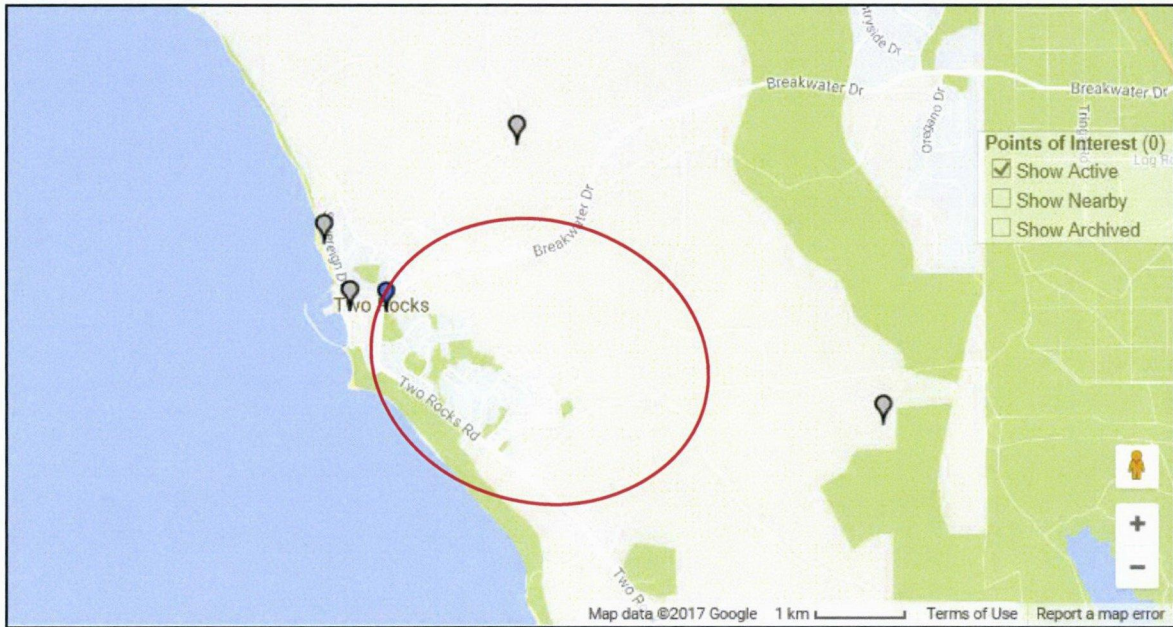 Breakwater Dr
Breakwater Dr
Oregano Dr
Points of Interest (0)
Show Active
Show Nearby
Show Archived
Breakwater Dr
Two Rocks
Two Rocks Rd
Map data ©2017 Google
1 km
Terms of Use
Report a map error